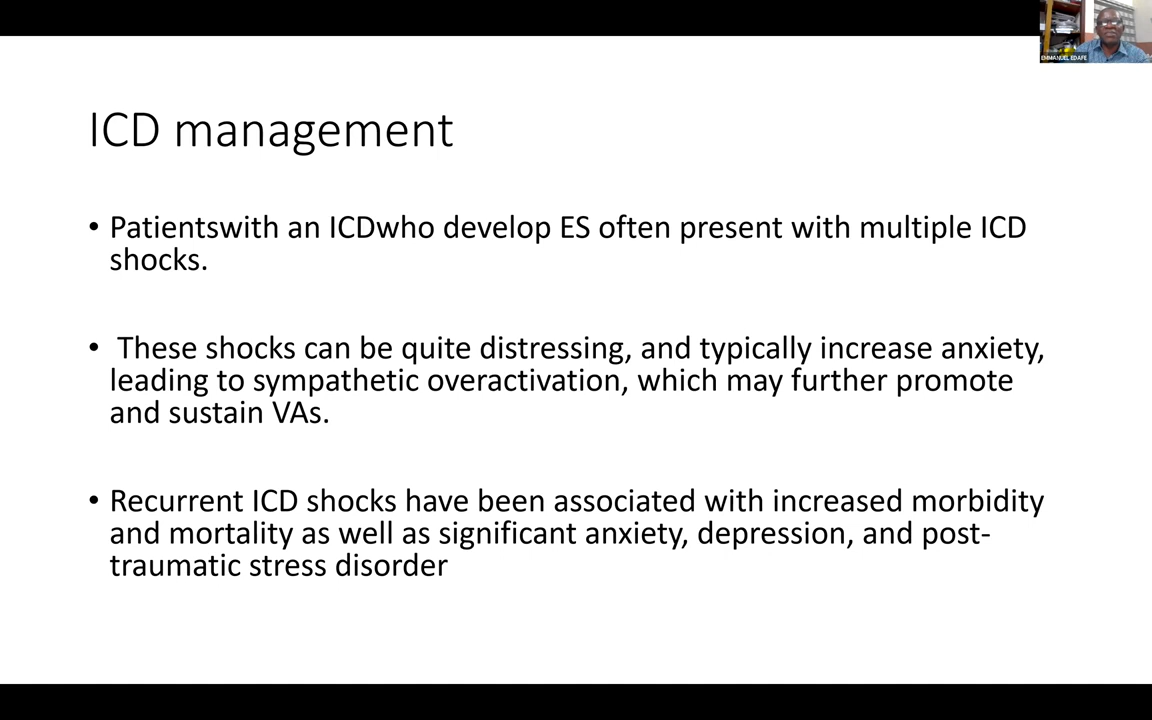 EMMANUEL EDAFE
ICD management
• Patientswith an ICDwho develop ES often present with multiple ICD
shocks.
• These shocks can be quite distressing, and typically increase anxiety,
leading to sympathetic overactivation, which may further promote
and sustain VAs.
• Recurrent ICD shocks have been associated with increased morbidity
and mortality as well as significant anxiety, depression, and post-
traumatic stress disorder